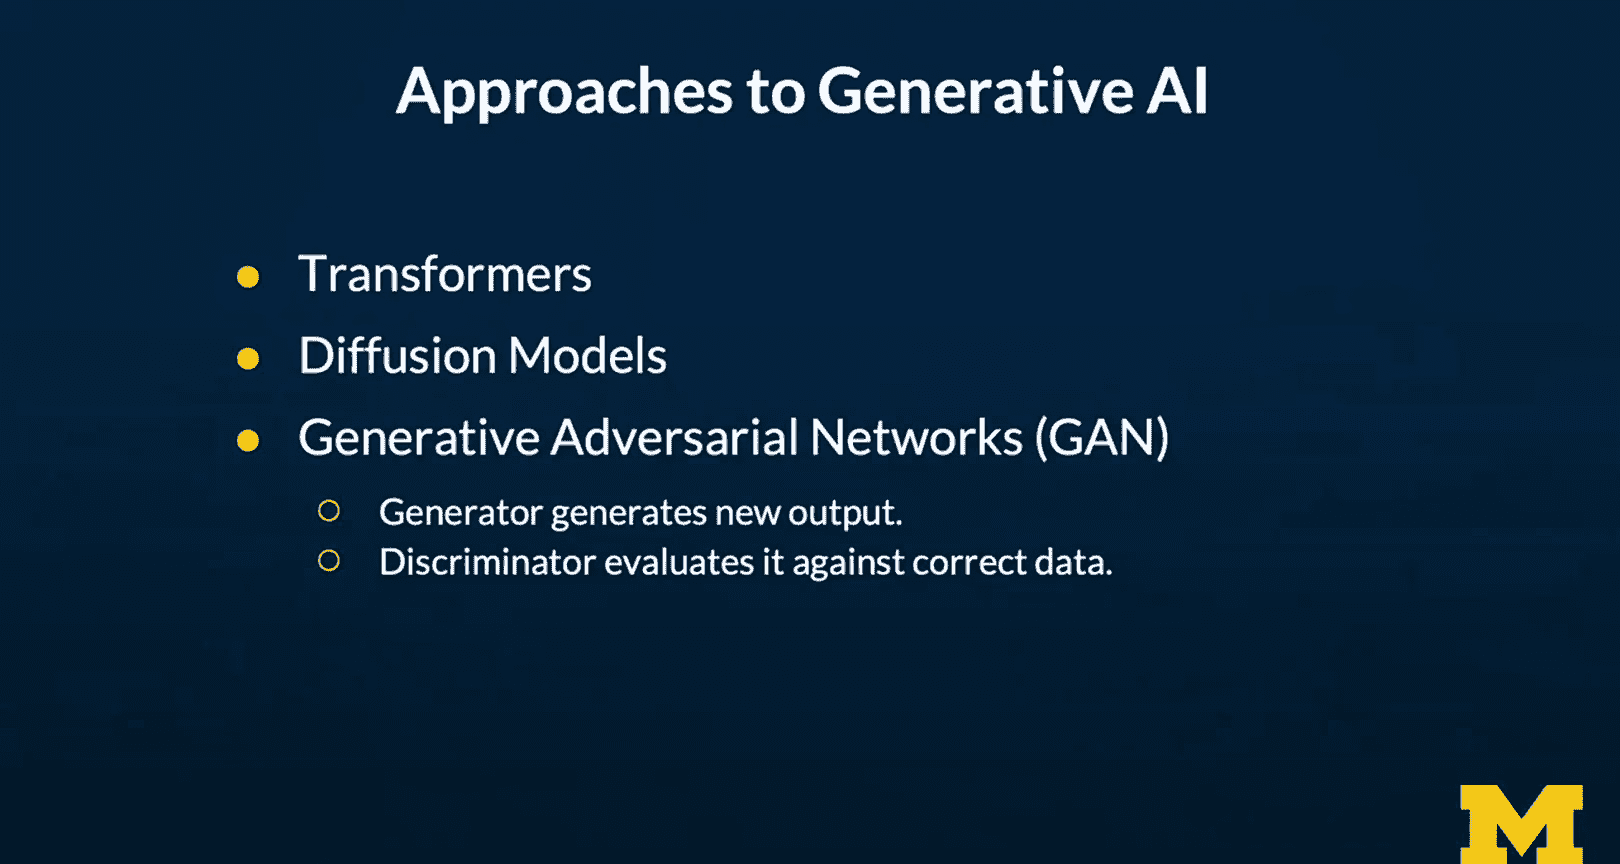 Approaches to Generative AI
Transformers
Diffusion Models
Generative Adversarial Networks (GAN)
Generator generates new output.
Discriminator evaluates it against correct data.
M